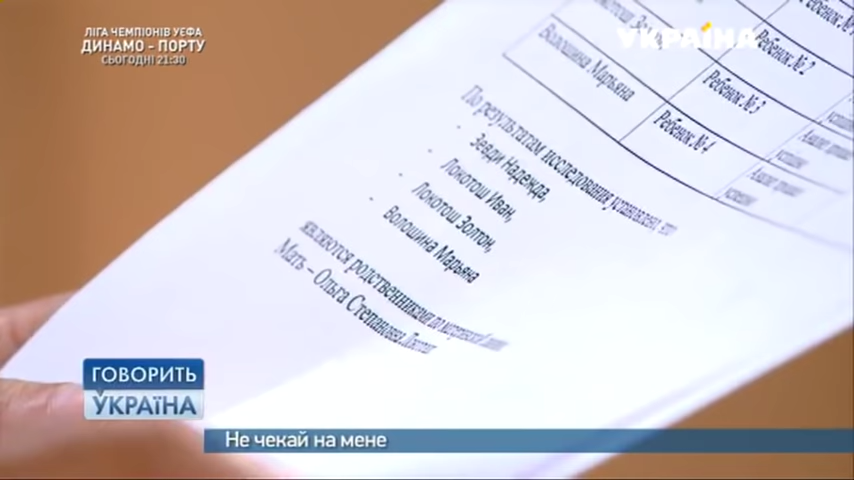 ЛІГА ЧЕМПІОНІВ УЄФА
ДИНАМО - ПОРТУ
СЬОГОДНІ 21:30
УКРАЇНА
Ребенок № 2
Волошина Марьяна
Ребенок № 3
Ребенок № 4
По результатам исследования установлено, что
Зевди Надежда,
Локотош Иван,
Локотош Золтон,
Волошина Марьяна
являются родственниками по
Мать – Ольга Степановна
ГОВОРИТЬ
УКРАЇНА
Не чекай на мене